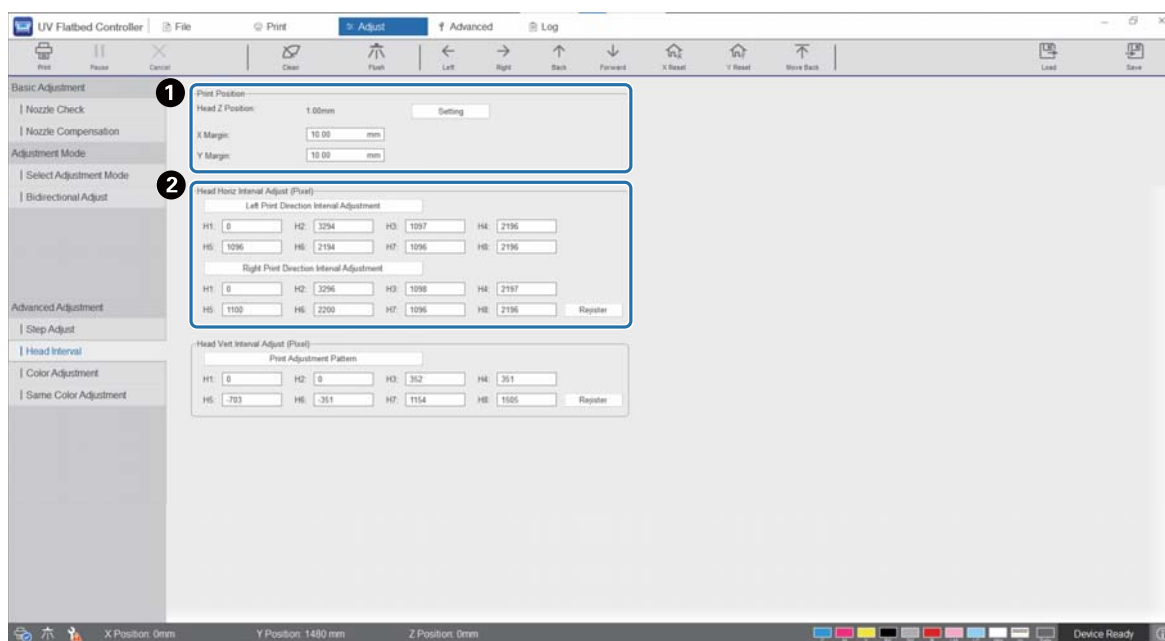 UV Flatbed Controller File Print Adjust Advanced Log
Print Pause Cancel Clean Flush Left Right Back Forward X Reset Y Reset Move Back Load Save
Basic Adjustment
Nozzle Check
Nozzle Compensation
Adjustment Mode
Select Adjustment Mode
Bidirectional Adjust
Advanced Adjustment
Step Adjust
Head Interval
Color Adjustment
Same Color Adjustment
1
Print Position
Head Z Position: 1.00mm Setting
X Margin: 10.00 mm
Y Margin: 10.00 mm
2
Head Horiz Interval Adjust (Pixel)
Left Print Direction Interval Adjustment
H1: 0 H2: 3294 H3: 1097 H4: 2196
H5: 1096 H6: 2194 H7: 1096 H8: 2196
Right Print Direction Interval Adjustment
H1: 0 H2: 3296 H3: 1098 H4: 2197
H5: 1100 H6: 2200 H7: 1096 H8: 2196 Register
Head Vert Interval Adjust (Pixel)
Print Adjustment Pattern
H1: 0 H2: 0 H3: 352 H4: 351
H5: -703 H6: -351 H7: 1154 H8: 1505 Register
X Position: 0mm Y Position: 1480 mm Z Position: 0mm Device Ready